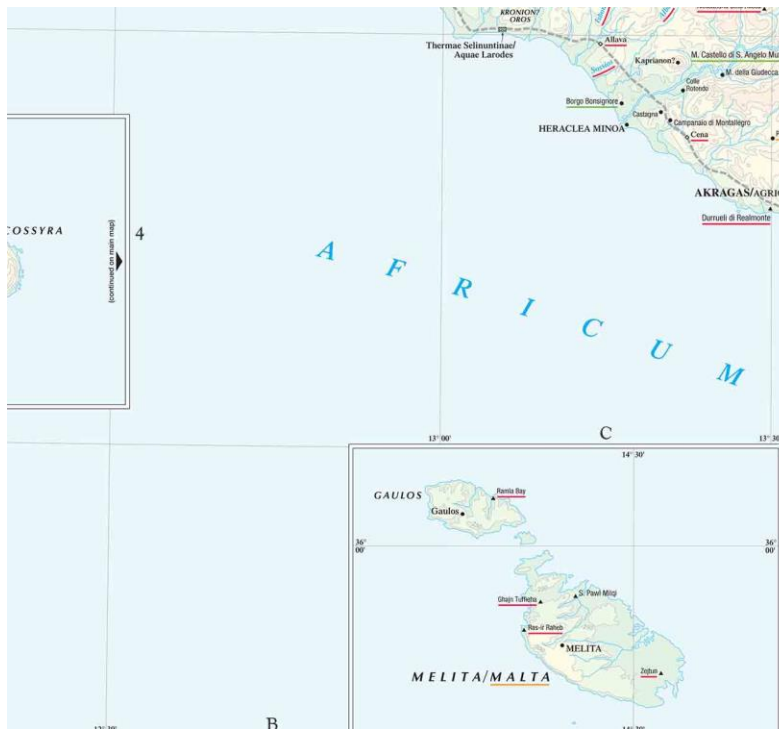 KRONION?
OROS
Thermae Selinuntinae/
Aquae Larodes
Allava
Kaprianon?
M. Castello di S. Angelo Mu
M. della Giudecca
Colle
Rotondo
Borgo Bonsignore
Castagna
Campanaio di Montallegro
HERACLEA MINOA
Cena
AKRAGAS/AGRIC
Durrueli di Realmonte
COSSYRA
4
(continued on main map)
A F R I C U M
13° 00'
C
13° 30'
14° 30'
GAULOS
Ramla Bay
Gaulos
36°
00'
36°
00'
Ghajn Tuffieha
S. Pawl Milqi
Ras-ir Raheb
MELITA
MELITA/MALTA
Zejtun
B